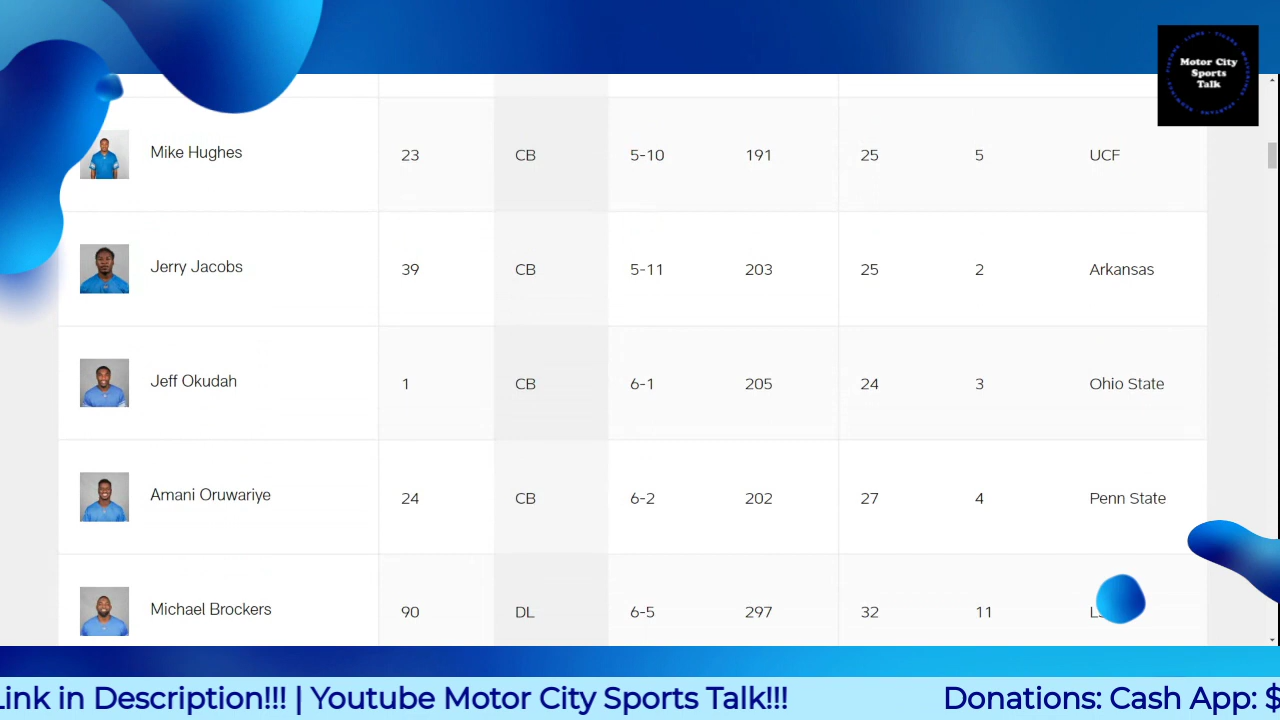 Motor City
Sports
Talk
Mike Hughes 23 CB 5-10 191 25 5 UCF
Jerry Jacobs 39 CB 5-11 203 25 2 Arkansas
Jeff Okudah 1 CB 6-1 205 24 3 Ohio State
Amani Oruwariye 24 CB 6-2 202 27 4 Penn State
Michael Brockers 90 DL 6-5 297 32 11
Link in Description!!! | Youtube Motor City Sports Talk!!! Donations: Cash App: $